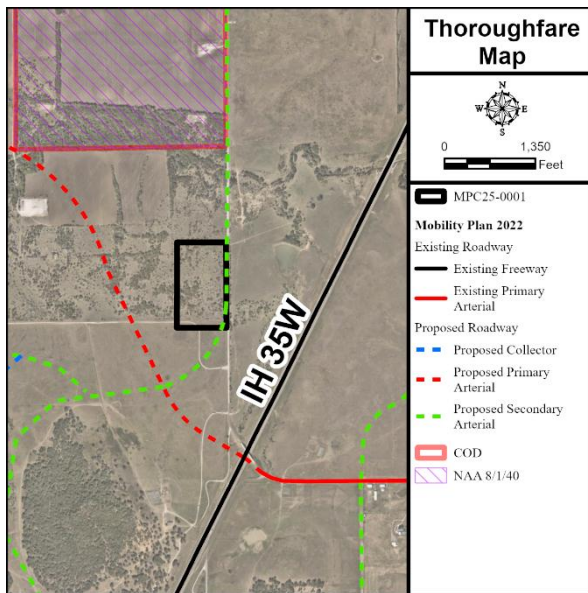 Thoroughfare
Map
N
W E
S
0 1,350
Feet
MPC25-0001
Mobility Plan 2022
Existing Roadway
Existing Freeway
Existing Primary
Arterial
Proposed Roadway
Proposed Collector
Proposed Primary
Arterial
Proposed Secondary
Arterial
COD
NAA 8/1/40
IH 35W